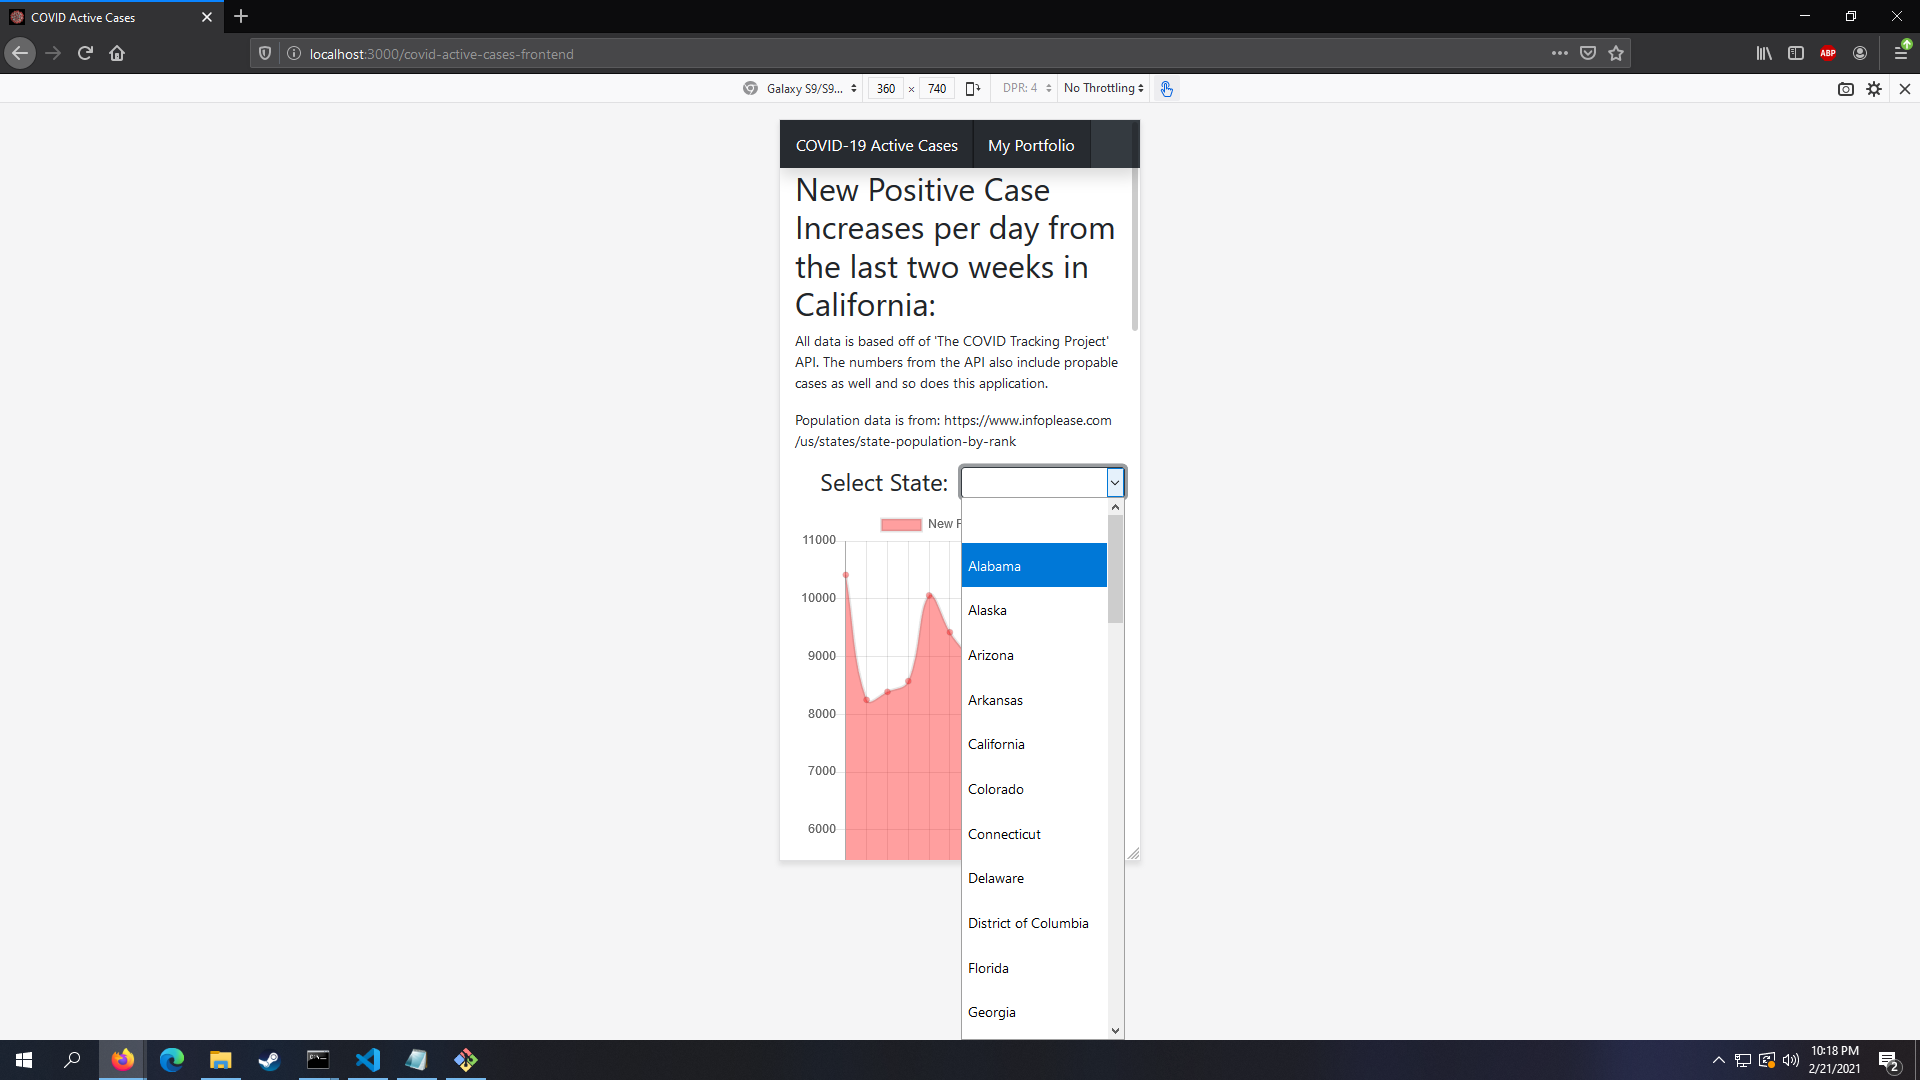 COVID Active Cases
localhost:3000/covid-active-cases-frontend
ABP
Galaxy S9/S9... 360 × 740 DPR: 4 No Throttling
COVID-19 Active Cases My Portfolio
New Positive Case
Increases per day from
the last two weeks in
California:
All data is based off of 'The COVID Tracking Project'
API. The numbers from the API also include propable
cases as well and so does this application.
Population data is from: https://www.infoplease.com
/us/states/state-population-by-rank
Select State:
New P
11000
10000
9000
8000
7000
6000
Alabama
Alaska
Arizona
Arkansas
California
Colorado
Connecticut
Delaware
District of Columbia
Florida
Georgia
10:18 PM
2/21/2021
2